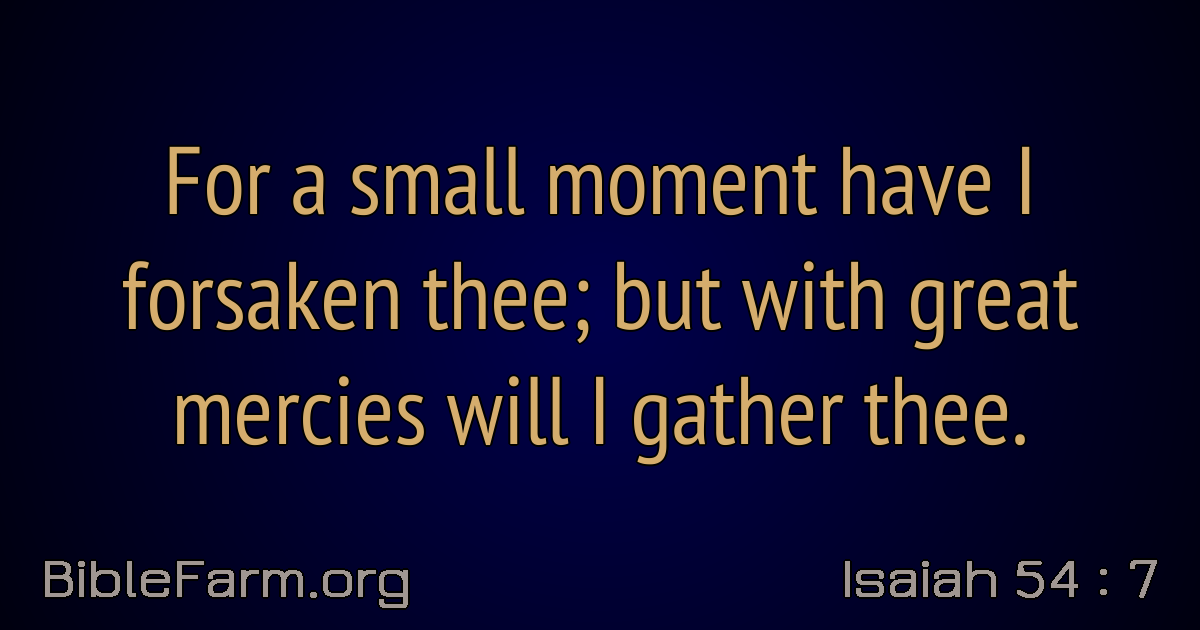 For a small moment have I
forsaken thee; but with great
mercies will I gather thee.
BibleFarm.org
Isaiah 54 : 7